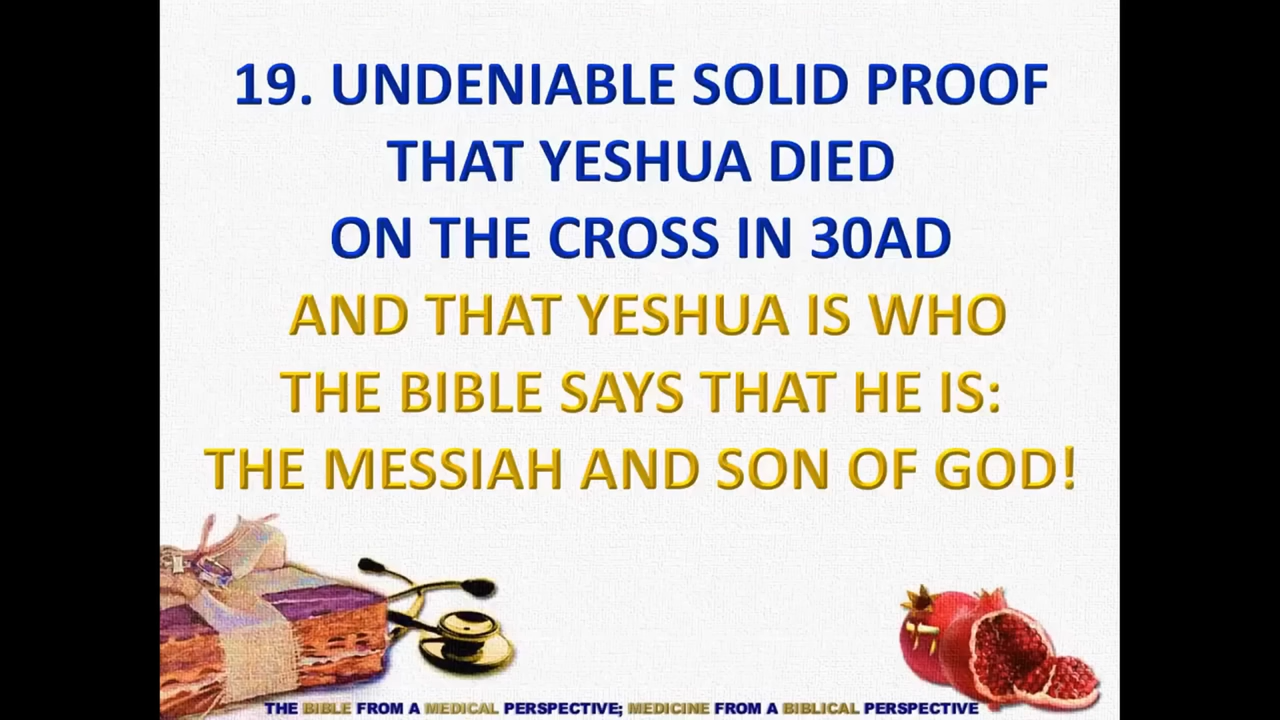 19. UNDENIABLE SOLID PROOF
THAT YESHUA DIED
ON THE CROSS IN 30AD
AND THAT YESHUA IS WHO
THE BIBLE SAYS THAT HE IS:
THE MESSIAH AND SON OF GOD!
THE BIBLE FROM A MEDICAL PERSPECTIVE; MEDICINE FROM A BIBLICAL PERSPECTIVE